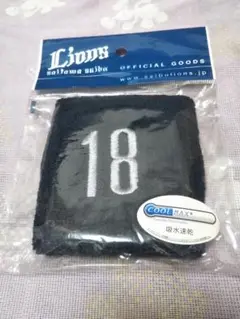 Lions
saitama seibu
OFFICIAL GOODS
www.seibulions.jp
18
COOLMAX
吸水速乾